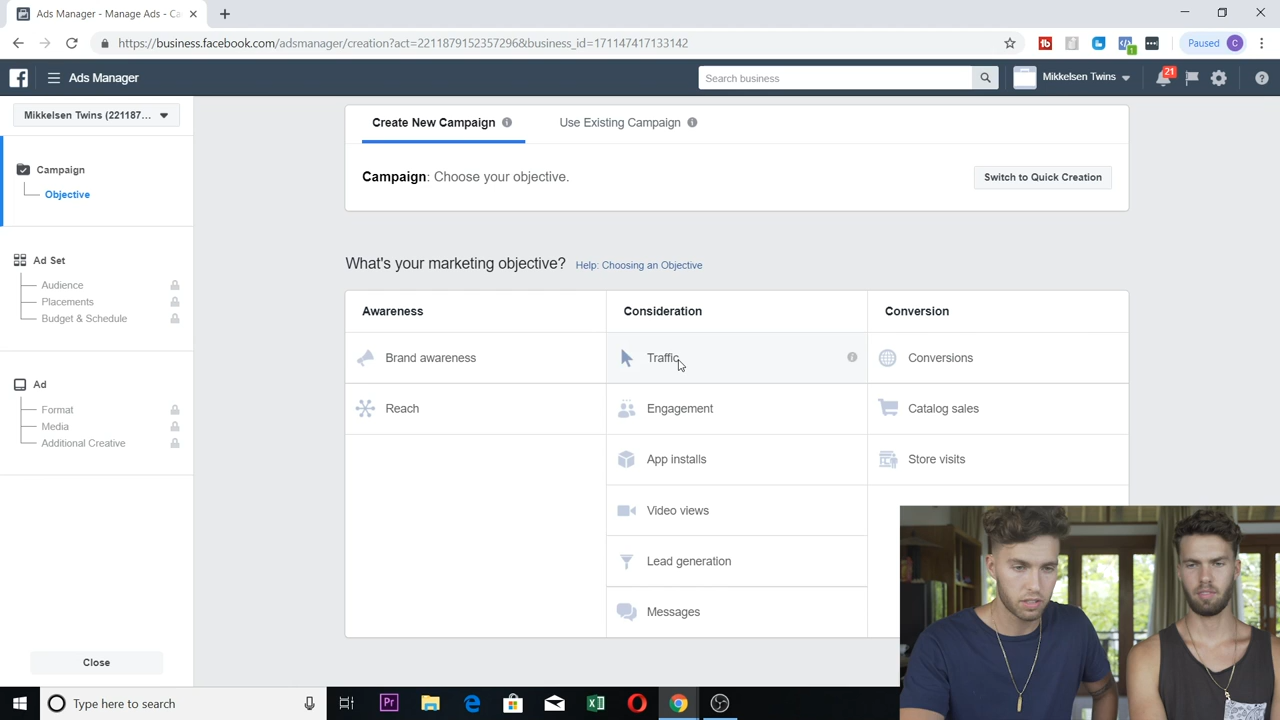 Ads Manager - Manage Ads - Ca
https://business.facebook.com/adsmanager/creation?act=2211879152357296&business_id=171147417133142
Paused C
Ads Manager
Search business
Mikkelsen Twins
21
Mikkelsen Twins (221187...
Campaign
Objective
Ad Set
Audience
Placements
Budget & Schedule
Ad
Format
Media
Additional Creative
Close
Create New Campaign
Use Existing Campaign
Campaign: Choose your objective.
Switch to Quick Creation
What's your marketing objective? Help: Choosing an Objective
Awareness
Consideration
Conversion
Brand awareness
Traffic
Conversions
Reach
Engagement
Catalog sales
App installs
Store visits
Video views
Lead generation
Messages
Type here to search
Pr